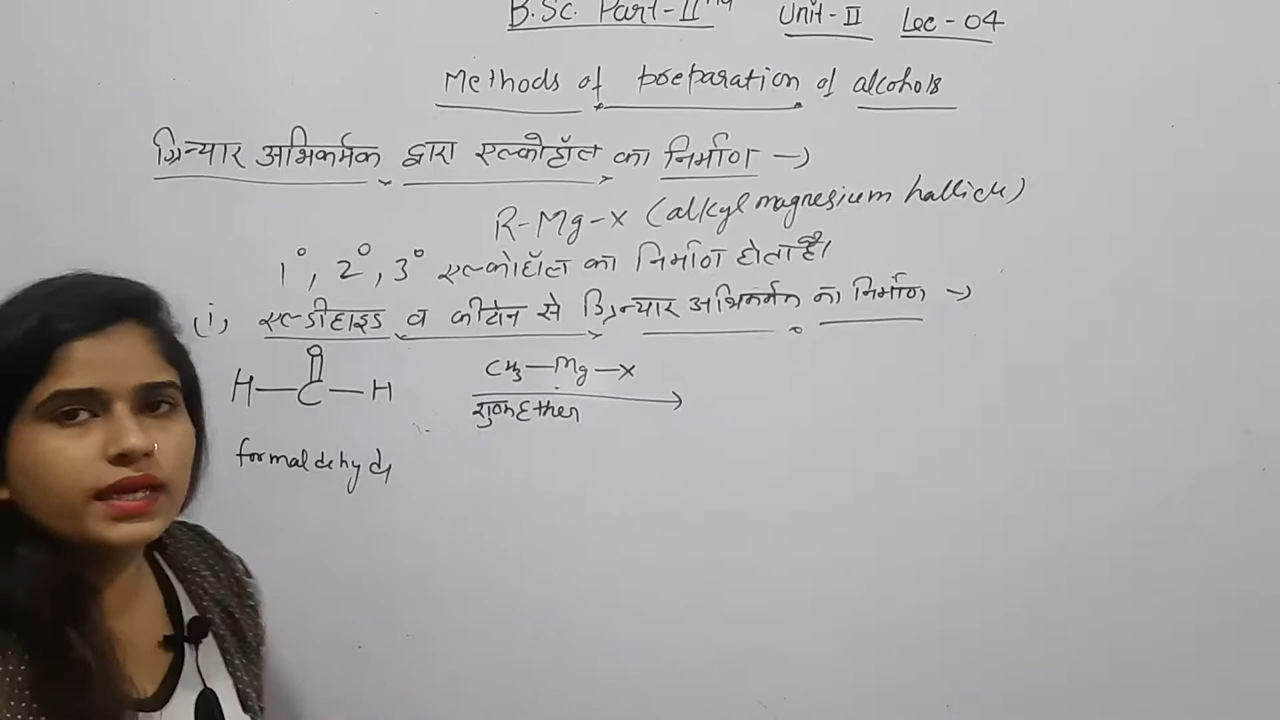 B.Sc. Part-II nd Unit-II Lec-04
Methods of preparation of alcohols
ग्रिन्यार अभिकर्मक द्वारा एल्कोहॉल का निर्माण →
R-Mg-X (alkyl magnesium hallide)
1°, 2°, 3° एल्कोहॉल का निर्माण होता है।
(i) एल्डीहाइड व कीटोन से ग्रिन्यार अभिकर्मक का निर्माण →
O
H—C—H CH3—Mg—X
शुष्क Ether
formaldehyde